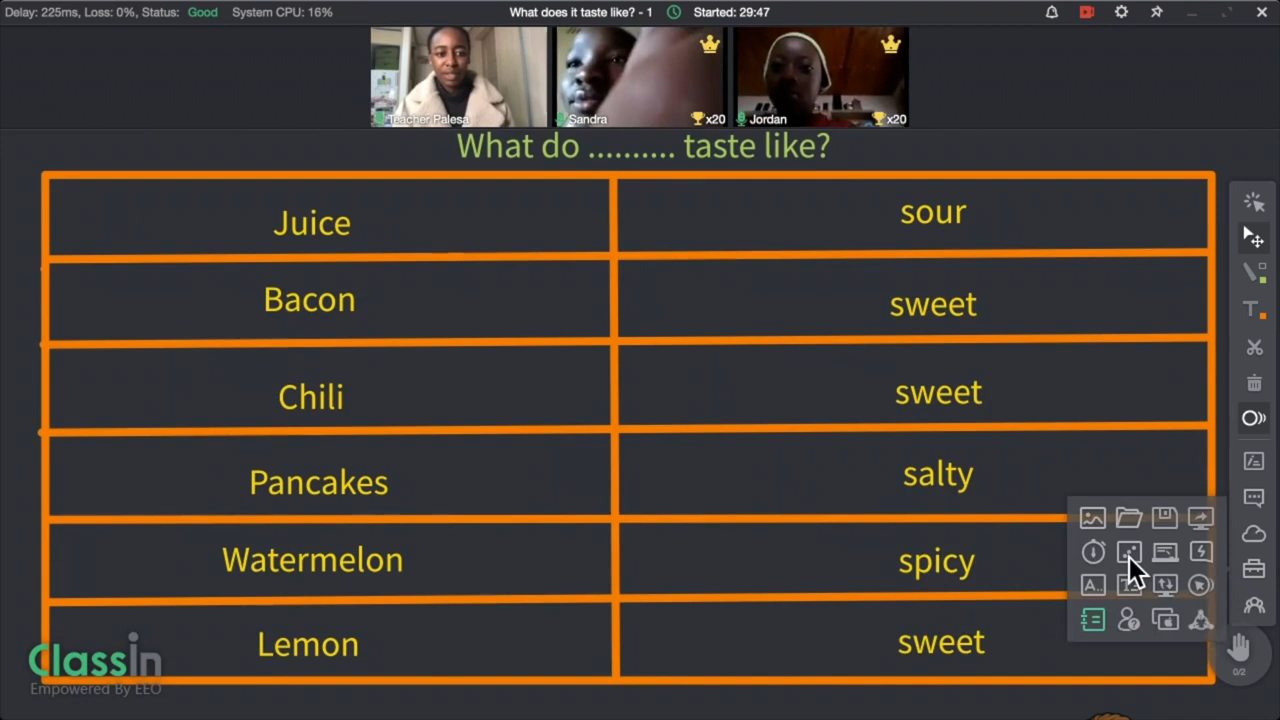 Delay: 225ms, Loss: 0%, Status: Good System CPU: 16% What does it taste like? - 1 Started: 29:47
Teacher Palesa Sandra x20 Jordan x20
What do .......... taste like?
Juice sour
Bacon sweet
Chili sweet
Pancakes salty
Watermelon spicy
Lemon sweet
ClassIn
Empowered By EEO
0/2